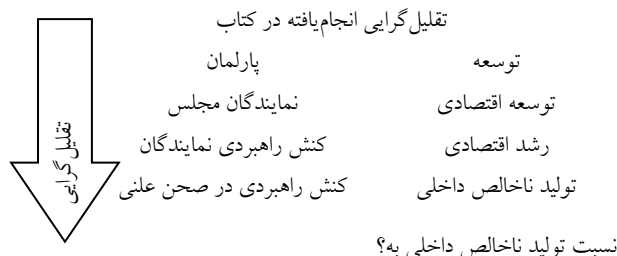 تقلیل‌گرایی انجام‌یافته در کتاب
توسعه پارلمان
توسعه اقتصادی نمایندگان مجلس
رشد اقتصادی کنش راهبردی نمایندگان
تولید ناخالص داخلی کنش راهبردی در صحن علنی
تقلیل گرایی
نسبت تولید ناخالص داخلی به؟